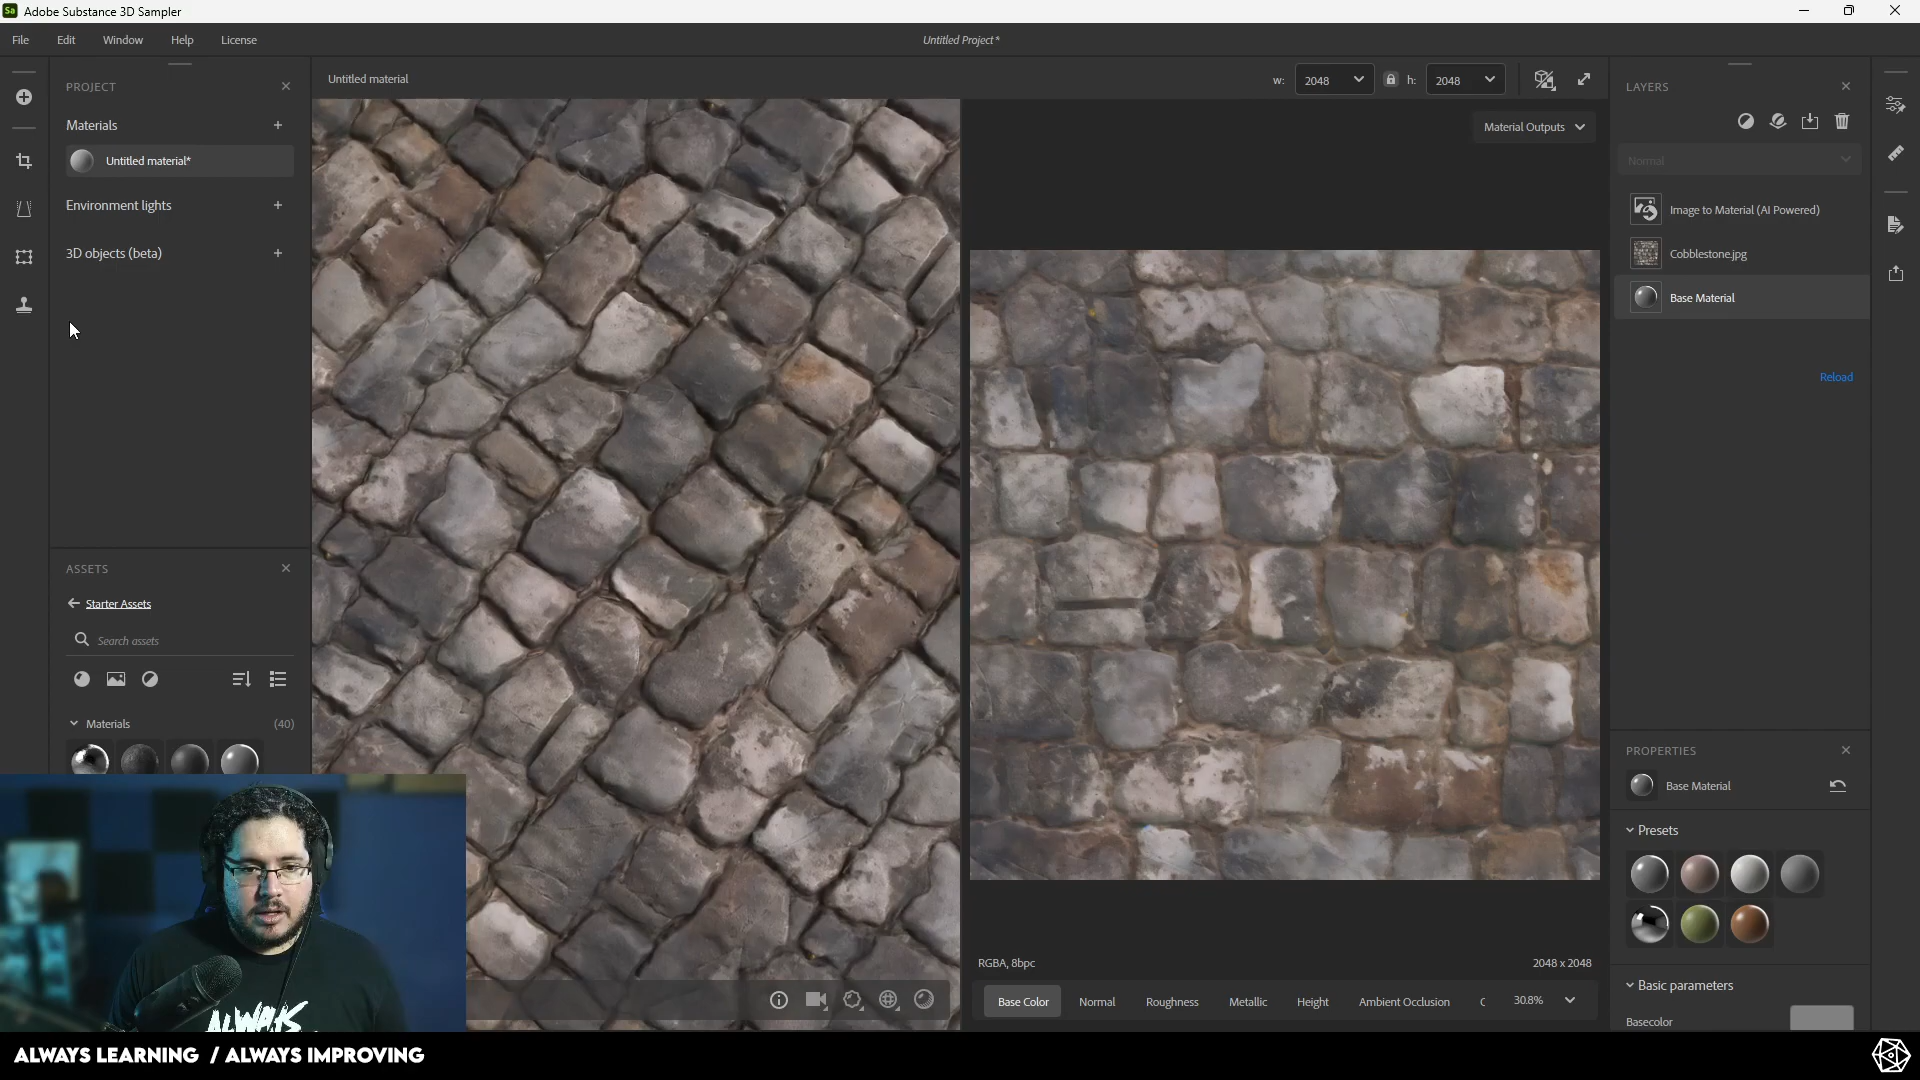 Adobe Substance 3D Sampler
File
Edit
Window
Help
License
Untitled Project*
PROJECT
Materials
Untitled material*
Environment lights
3D objects (beta)
ASSETS
Starter Assets
Search assets
Materials
(40)
Untitled material
w:
2048
h:
2048
Material Outputs
RGBA, 8bpc
2048 x 2048
Base Color
Normal
Roughness
Metallic
Height
Ambient Occlusion
C
30.8%
LAYERS
Normal
Image to Material (AI Powered)
Cobblestone.jpg
Base Material
Reload
PROPERTIES
Base Material
Presets
Basic parameters
Basecolor
ALWAYS
ALWAYS LEARNING / ALWAYS IMPROVING